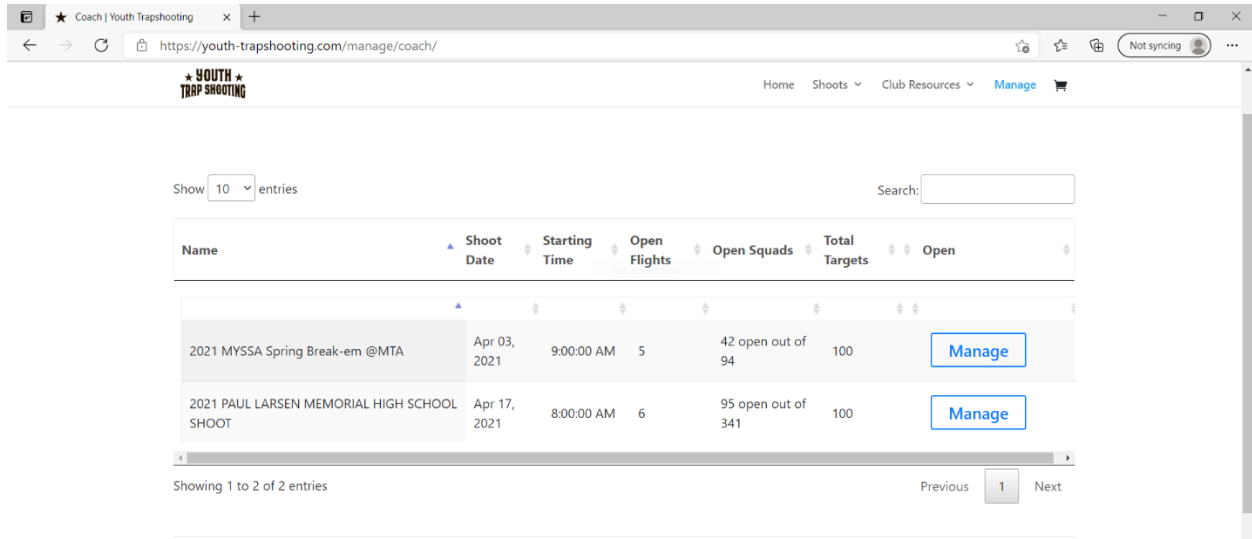 Coach | Youth Trapshooting
https://youth-trapshooting.com/manage/coach/
Not syncing
YOUTH
TRAP SHOOTING
Home Shoots Club Resources Manage
Show 10 entries
Search:
Name
Shoot Date
Starting Time
Open Flights
Open Squads
Total Targets
Open
2021 MYSSA Spring Break-em @MTA
Apr 03,
2021
9:00:00 AM
5
42 open out of
94
100
Manage
2021 PAUL LARSEN MEMORIAL HIGH SCHOOL
SHOOT
Apr 17,
2021
8:00:00 AM
6
95 open out of
341
100
Manage
Showing 1 to 2 of 2 entries
Previous 1 Next